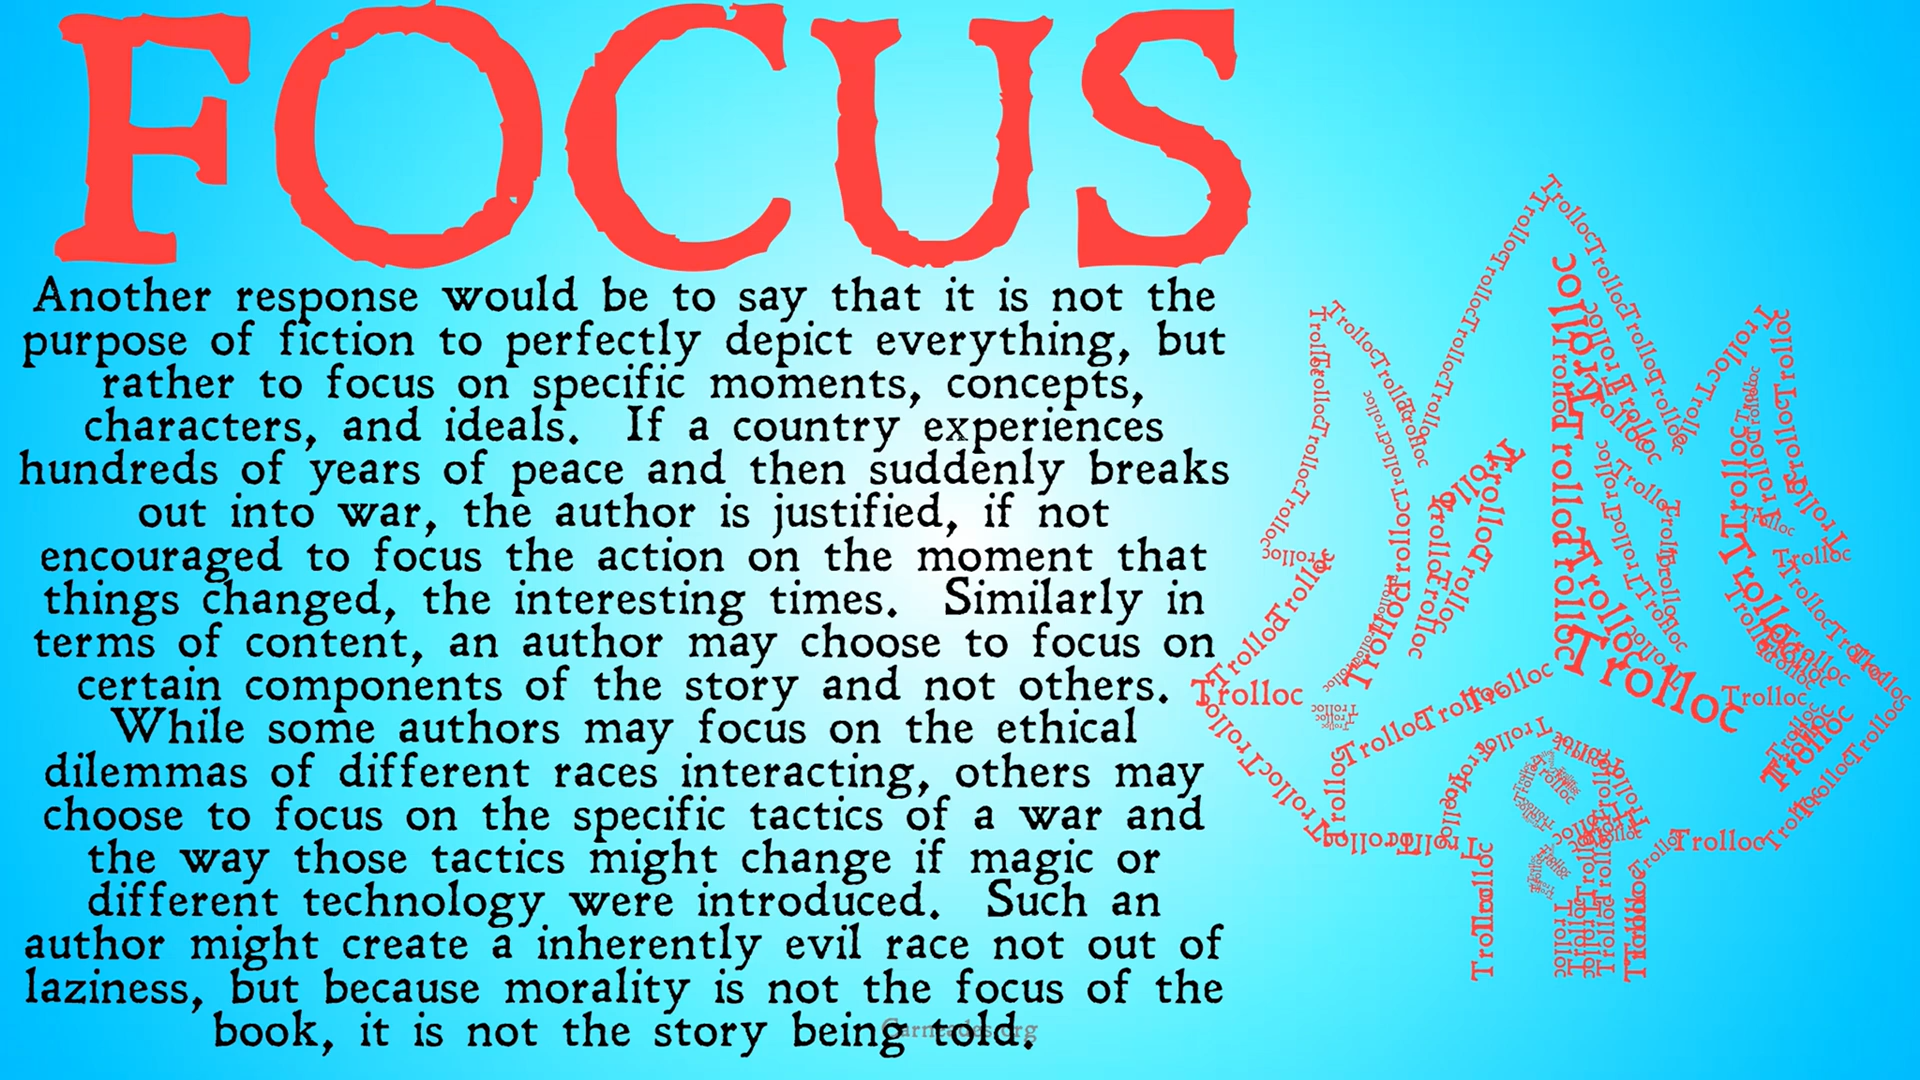 FOCUS
Another response would be to say that it is not the
purpose of fiction to perfectly depict everything, but
rather to focus on specific moments, concepts,
characters, and ideals. If a country experiences
hundreds of years of peace and then suddenly breaks
out into war, the author is justified, if not
encouraged to focus the action on the moment that
things changed, the interesting times. Similarly in
terms of content, an author may choose to focus on
certain components of the story and not others.
While some authors may focus on the ethical
dilemmas of different races interacting, others may
choose to focus on the specific tactics of a war and
the way those tactics might change if magic or
different technology were introduced. Such an
author might create a inherently evil race not out of
laziness, but because morality is not the focus of the
book, it is not the story being told.
Carneades.org
Trolloc